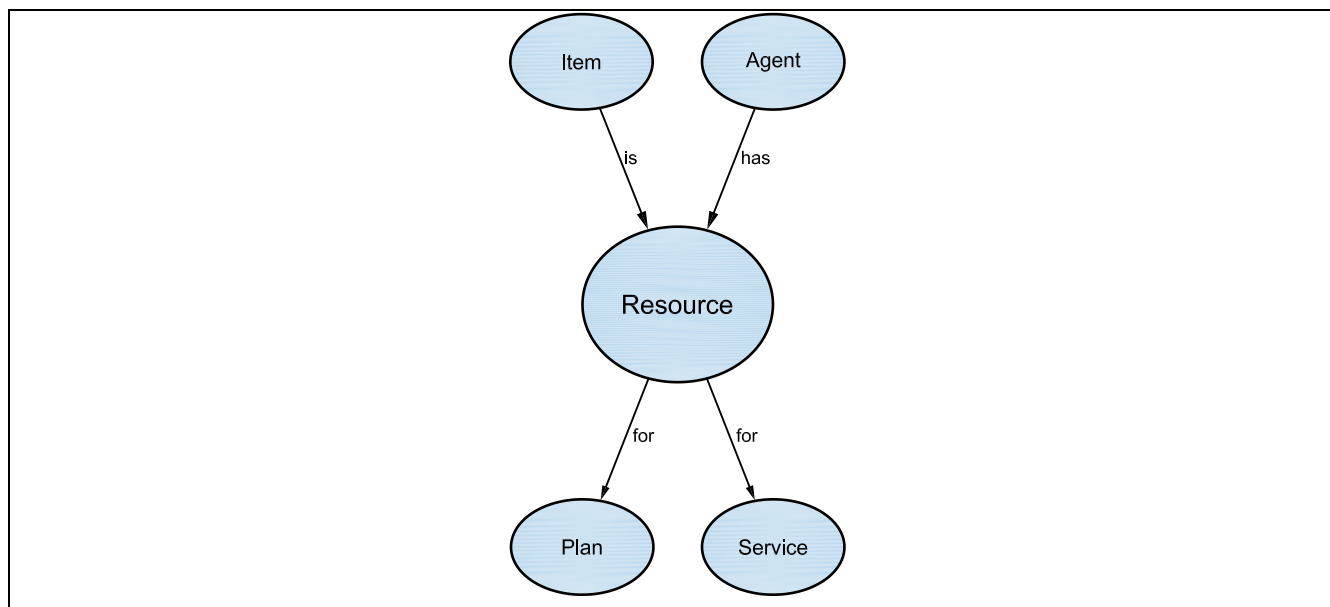 Item
Agent
is
has
Resource
for
for
Plan
Service